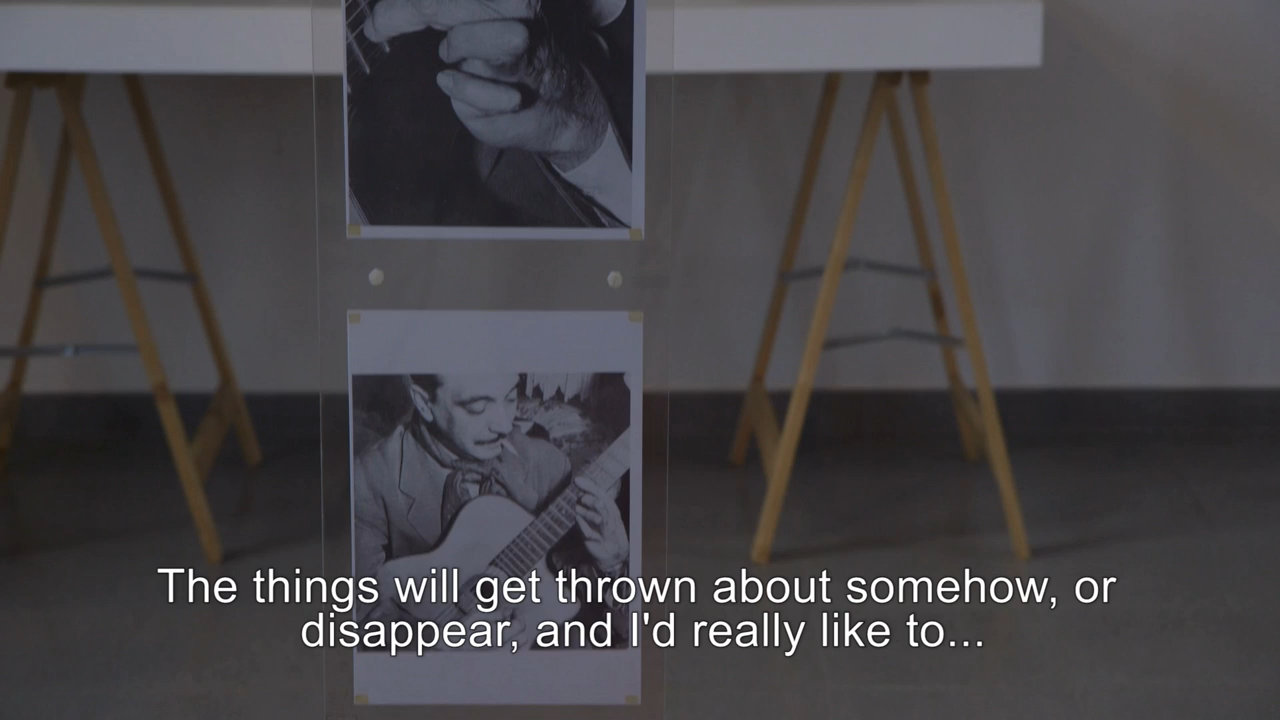 The things will get thrown about somehow, or
disappear, and I'd really like to...